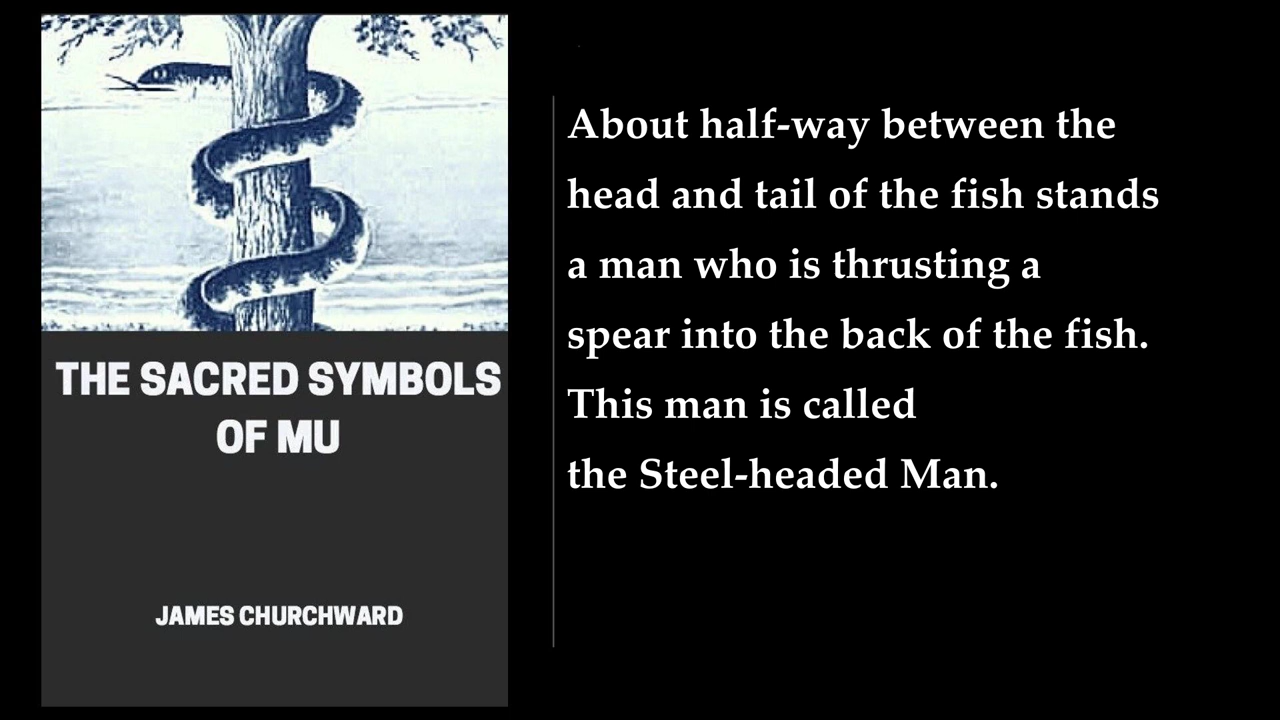 THE SACRED SYMBOLS
OF MU
JAMES CHURCHWARD
About half-way between the
head and tail of the fish stands
a man who is thrusting a
spear into the back of the fish.
This man is called
the Steel-headed Man.